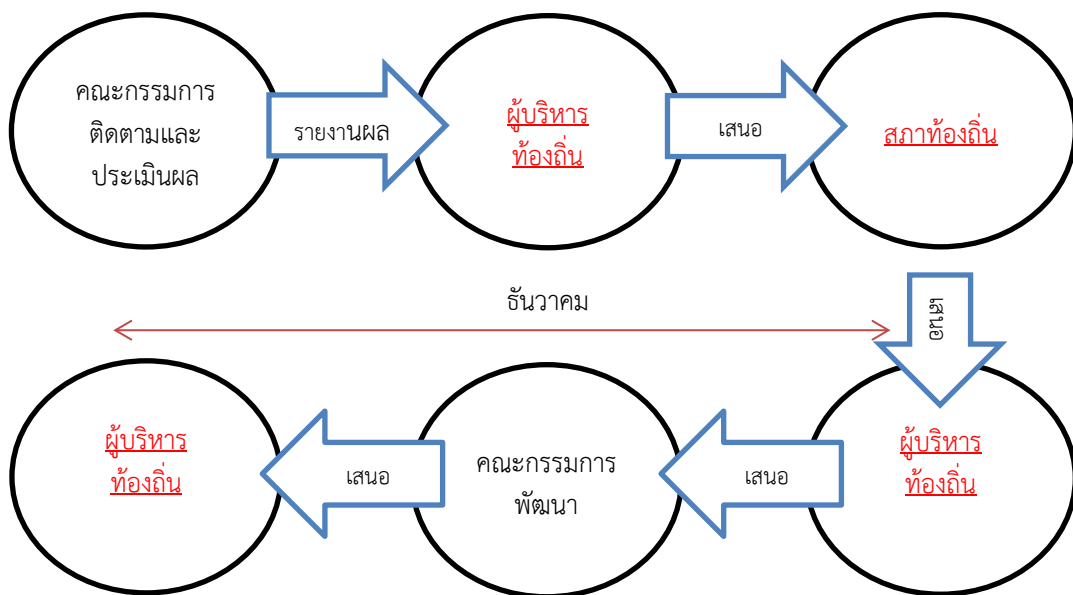 คณะกรรมการ
ติดตามและ
ประเมินผล
รายงานผล
ผู้บริหาร
ท้องถิ่น
เสนอ
สภาท้องถิ่น
ธันวาคม
เสนอ
ผู้บริหาร
ท้องถิ่น
เสนอ
คณะกรรมการ
พัฒนา
เสนอ
ผู้บริหาร
ท้องถิ่น